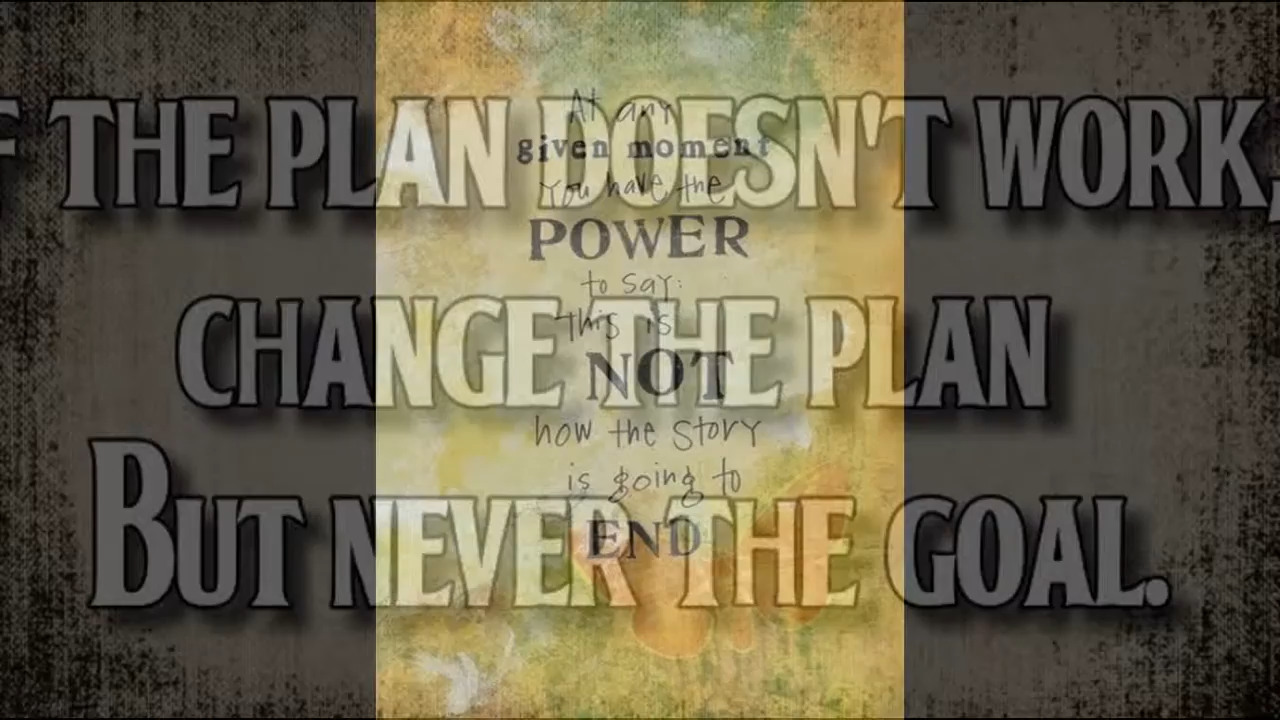 F THE PLAN DOESN'T WORK,
CHANGE THE PLAN
BUT NEVER THE GOAL.
At any
given moment
You have the
POWER
to say:
This is
NOT
how the story
is going to
END